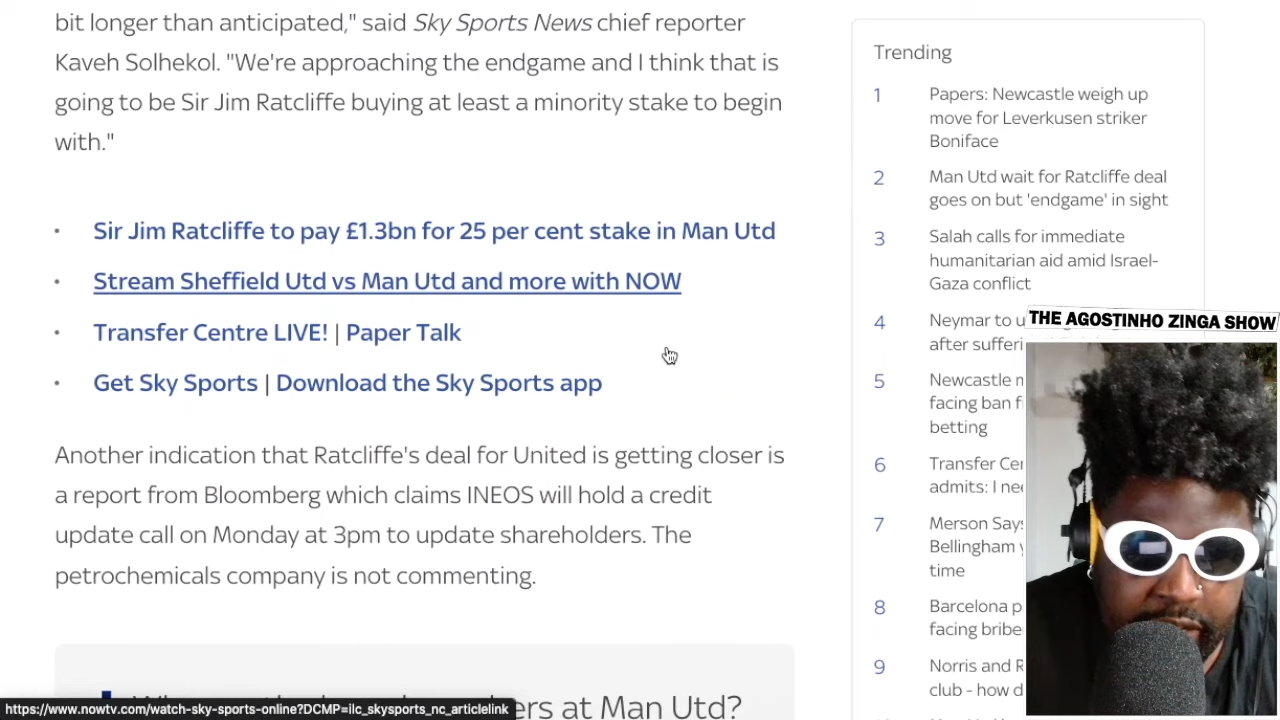 bit longer than anticipated," said Sky Sports News chief reporter
Kaveh Solhekol. "We're approaching the endgame and I think that is
going to be Sir Jim Ratcliffe buying at least a minority stake to begin
with."
• Sir Jim Ratcliffe to pay £1.3bn for 25 per cent stake in Man Utd
• Stream Sheffield Utd vs Man Utd and more with NOW
• Transfer Centre LIVE! | Paper Talk
• Get Sky Sports | Download the Sky Sports app
Another indication that Ratcliffe's deal for United is getting closer is
a report from Bloomberg which claims INEOS will hold a credit
update call on Monday at 3pm to update shareholders. The
petrochemicals company is not commenting.
at Man Utd?
https://www.nowtv.com/watch-sky-sports-online?DCMP=ilc_skysports_nc_articlelink
Trending
1 Papers: Newcastle weigh up
move for Leverkusen striker
Boniface
2 Man Utd wait for Ratcliffe deal
goes on but 'endgame' in sight
3 Salah calls for immediate
humanitarian aid amid Israel-
Gaza conflict
4 Neymar to
after
5 Newcastle
facing ban
betting
6 Transfer
admits: I
7 Merson
Bellingham
time
8 Barcelona
facing
9 Norris and
club - how
THE AGOSTINHO ZINGA SHOW